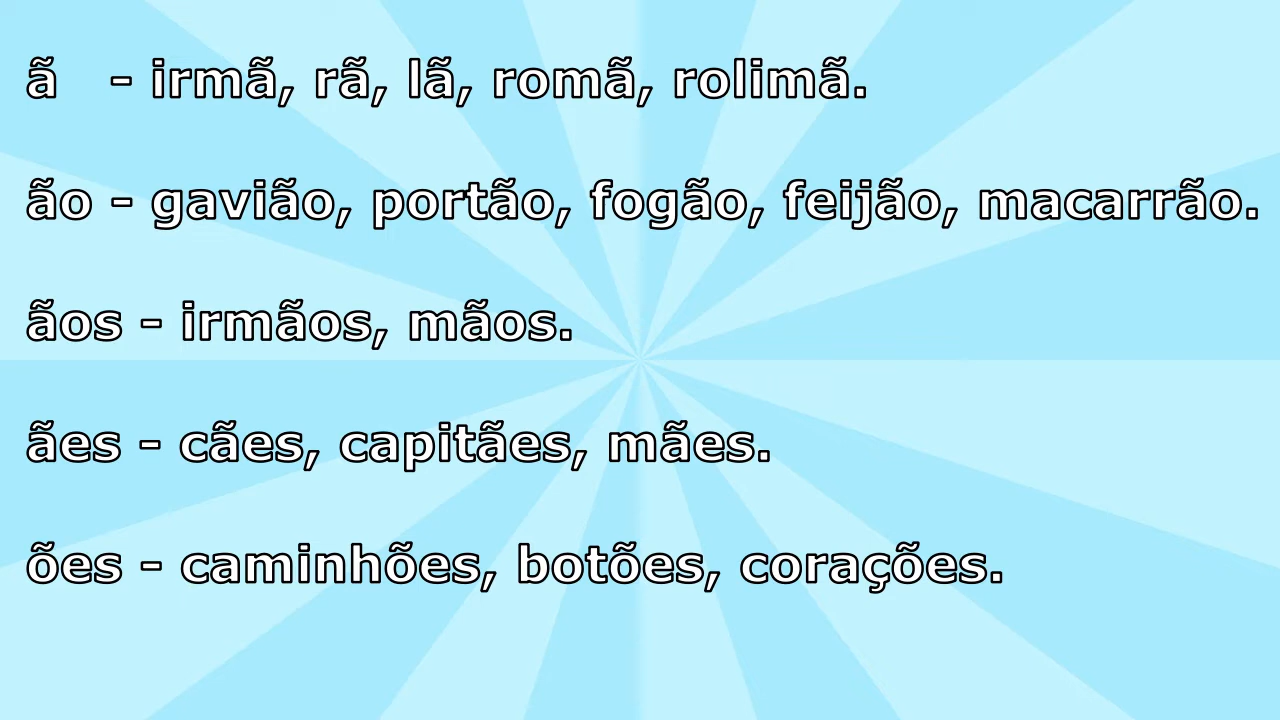 ã - irmã, rã, lã, romã, rolimã.
ão - gavião, portão, fogão, feijão, macarrão.
ãos - irmãos, mãos.
ães - cães, capitães, mães.
ões - caminhões, botões, corações.